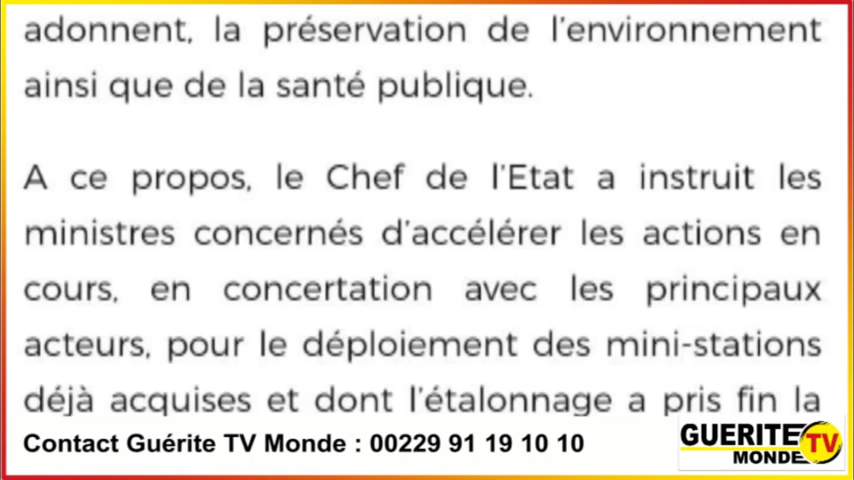 adonnent, la préservation de l'environnement
ainsi que de la santé publique.
A ce propos, le Chef de l'Etat a instruit les
ministres concernés d'accélérer les actions en
cours, en concertation avec les principaux
acteurs, pour le déploiement des mini-stations
déjà acquises et dont l'étalonnage a pris fin la
Contact Guérite TV Monde : 00229 91 19 10 10
GUERITE TV
MONDE